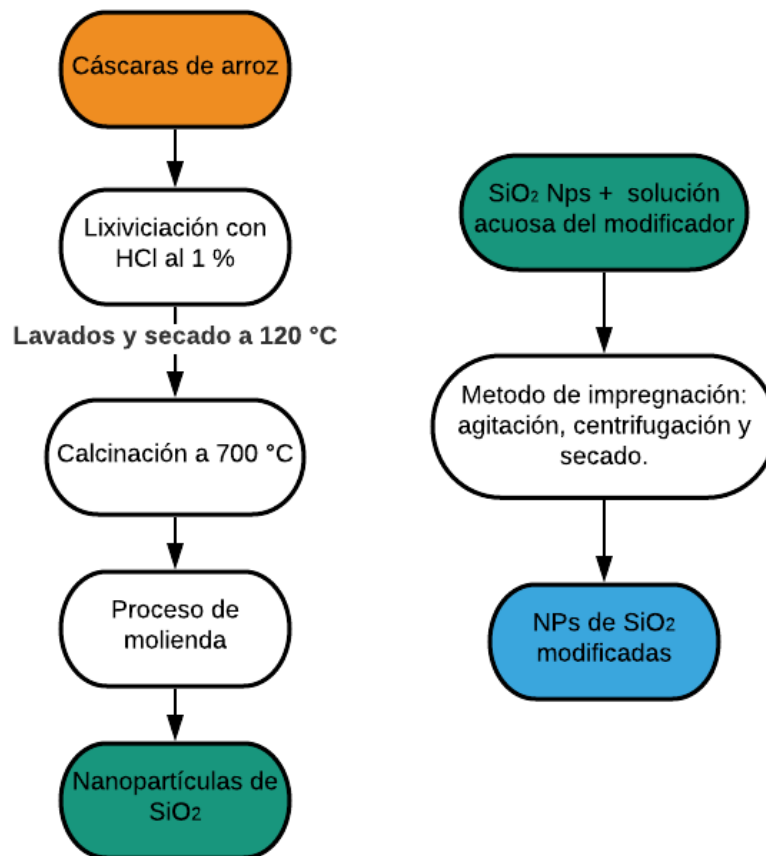 Cáscaras de arroz
Lixiviciación con
HCl al 1 %
Lavados y secado a 120 °C
Calcinación a 700 °C
Proceso de
molienda
Nanopartículas de
SiO₂
SiO₂ Nps + solución
acuosa del modificador
Metodo de impregnación:
agitación, centrifugación y
secado.
NPs de SiO₂
modificadas